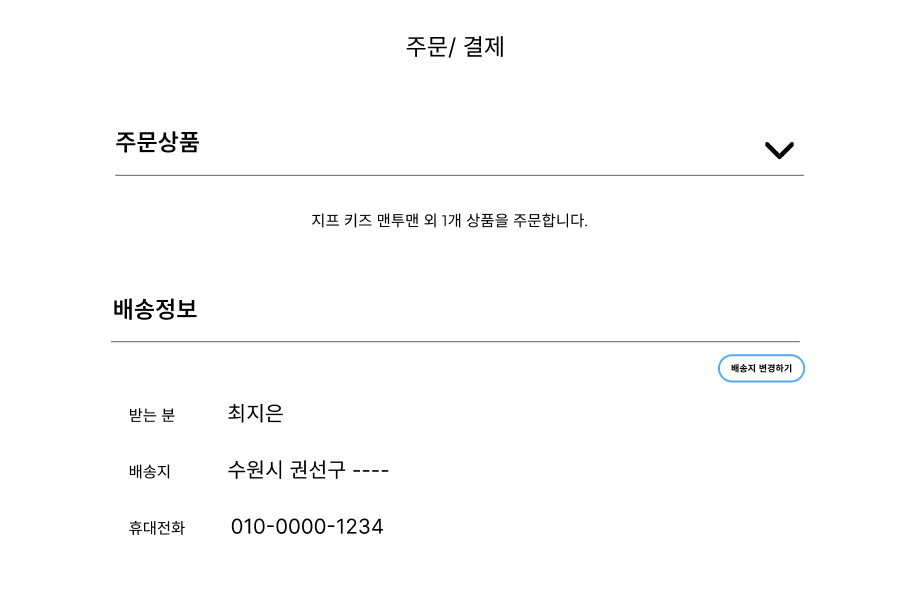 주문/ 결제
주문상품
지프 키즈 맨투맨 외 1개 상품을 주문합니다.
배송정보
배송지 변경하기
받는 분 최지은
배송지 수원시 권선구 ----
휴대전화 010-0000-1234